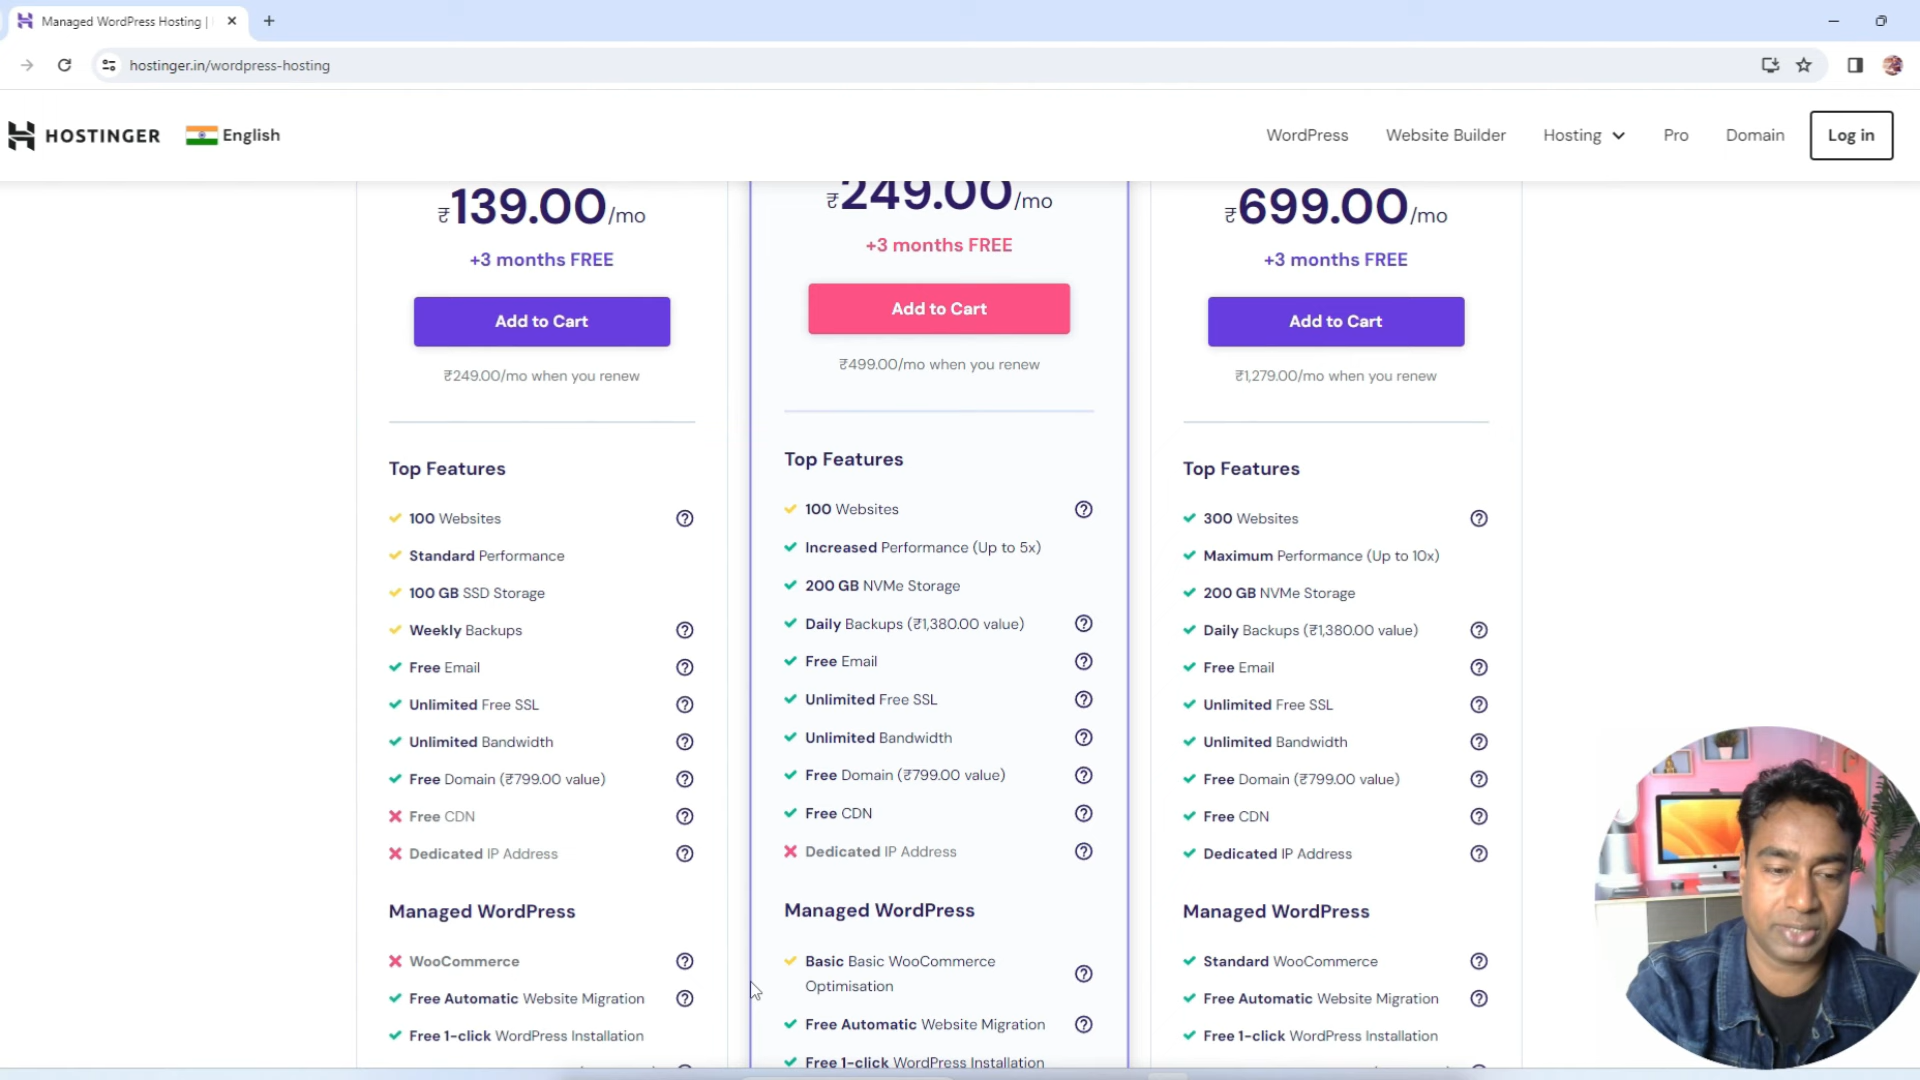 Managed WordPress Hosting |
hostinger.in/wordpress-hosting
HOSTINGER
English
WordPress
Website Builder
Hosting
Pro
Domain
Log in
₹139.00/mo
+3 months FREE
Add to Cart
₹249.00/mo when you renew
Top Features
100 Websites
Standard Performance
100 GB SSD Storage
Weekly Backups
Free Email
Unlimited Free SSL
Unlimited Bandwidth
Free Domain (₹799.00 value)
Free CDN
Dedicated IP Address
Managed WordPress
WooCommerce
Free Automatic Website Migration
Free 1-click WordPress Installation
₹249.00/mo
+3 months FREE
Add to Cart
₹499.00/mo when you renew
Top Features
100 Websites
Increased Performance (Up to 5x)
200 GB NVMe Storage
Daily Backups (₹1,380.00 value)
Free Email
Unlimited Free SSL
Unlimited Bandwidth
Free Domain (₹799.00 value)
Free CDN
Dedicated IP Address
Managed WordPress
Basic Basic WooCommerce
Optimisation
Free Automatic Website Migration
Free 1-click WordPress Installation
₹699.00/mo
+3 months FREE
Add to Cart
₹1,279.00/mo when you renew
Top Features
300 Websites
Maximum Performance (Up to 10x)
200 GB NVMe Storage
Daily Backups (₹1,380.00 value)
Free Email
Unlimited Free SSL
Unlimited Bandwidth
Free Domain (₹799.00 value)
Free CDN
Dedicated IP Address
Managed WordPress
Standard WooCommerce
Free Automatic Website Migration
Free 1-click WordPress Installation